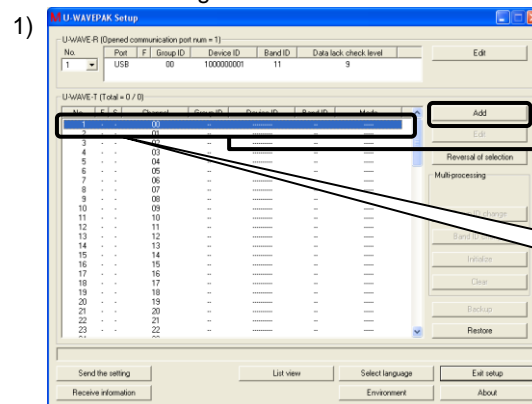 1)
U-WAVEPAK Setup
U-WAVE-R (Opened communication port num = 1)
No. Port F Group ID Device ID Band ID Data lack check level
1 USB 00 1000000001 11 9
Edit
U-WAVE-T (Total = 0 / 0)
No. F S Channel Group ID Device ID Band ID Mode
Add
1 - - 00 -- --------- -- ----
2 - - 01 -- --------- -- ----
Edit
3 - - 02 -- --------- -- ----
4 - - 03 -- --------- -- ----
5 - - 04 -- --------- -- ----
Reversal of selection
6 - - 05 -- --------- -- ----
Multi-processing
7 - - 06 -- --------- -- ----
8 - - 07 -- --------- -- ----
9 - - 08 -- --------- -- ----
10 - - 09 -- --------- -- ----
change
11 - - 10 -- --------- -- ----
12 - - 11 -- --------- -- ----
Band ID
13 - - 12 -- --------- -- ----
14 - - 13 -- --------- -- ----
15 - - 14 -- --------- -- ----
Initialize
16 - - 15 -- --------- -- ----
17 - - 16 -- --------- -- ----
18 - - 17 -- --------- -- ----
Clear
19 - - 18 -- --------- -- ----
20 - - 19 -- --------- -- ----
21 - - 20 -- --------- -- ----
Backup
22 - - 21 -- --------- -- ----
23 - - 22 -- --------- -- ----
Restore
Send the setting List view Select language Exit setup
Receive information Environment About